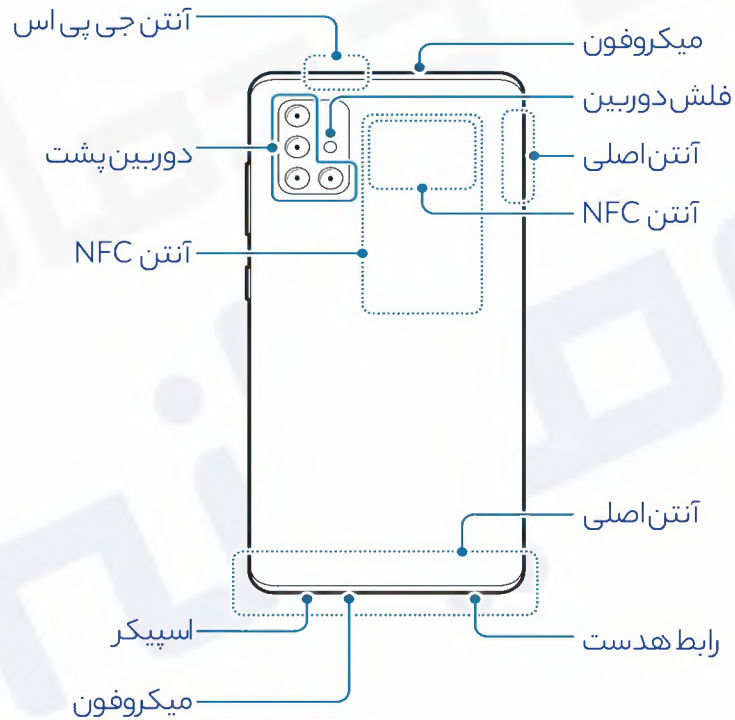 آنتن جی پی اس
میکروفون
فلش دوربین
دوربین پشت
آنتن اصلی
آنتن NFC
آنتن NFC
آنتن اصلی
اسپیکر
رابط هدست
میکروفون